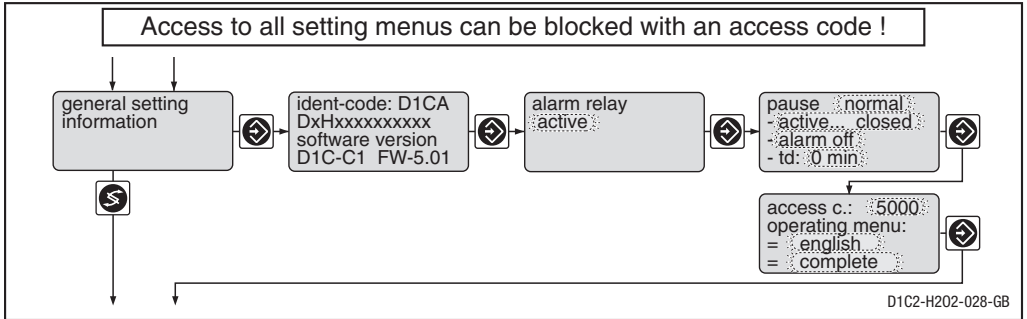 Access to all setting menus can be blocked with an access code !
general setting
information
ident-code: D1CA
DxHxxxxxxxxxx
software version
D1C-C1 FW-5.01
alarm relay
active
pause normal
- active closed
- alarm off
- td: 0 min
access c.: 5000
operating menu:
= english
= complete
D1C2-H202-028-GB